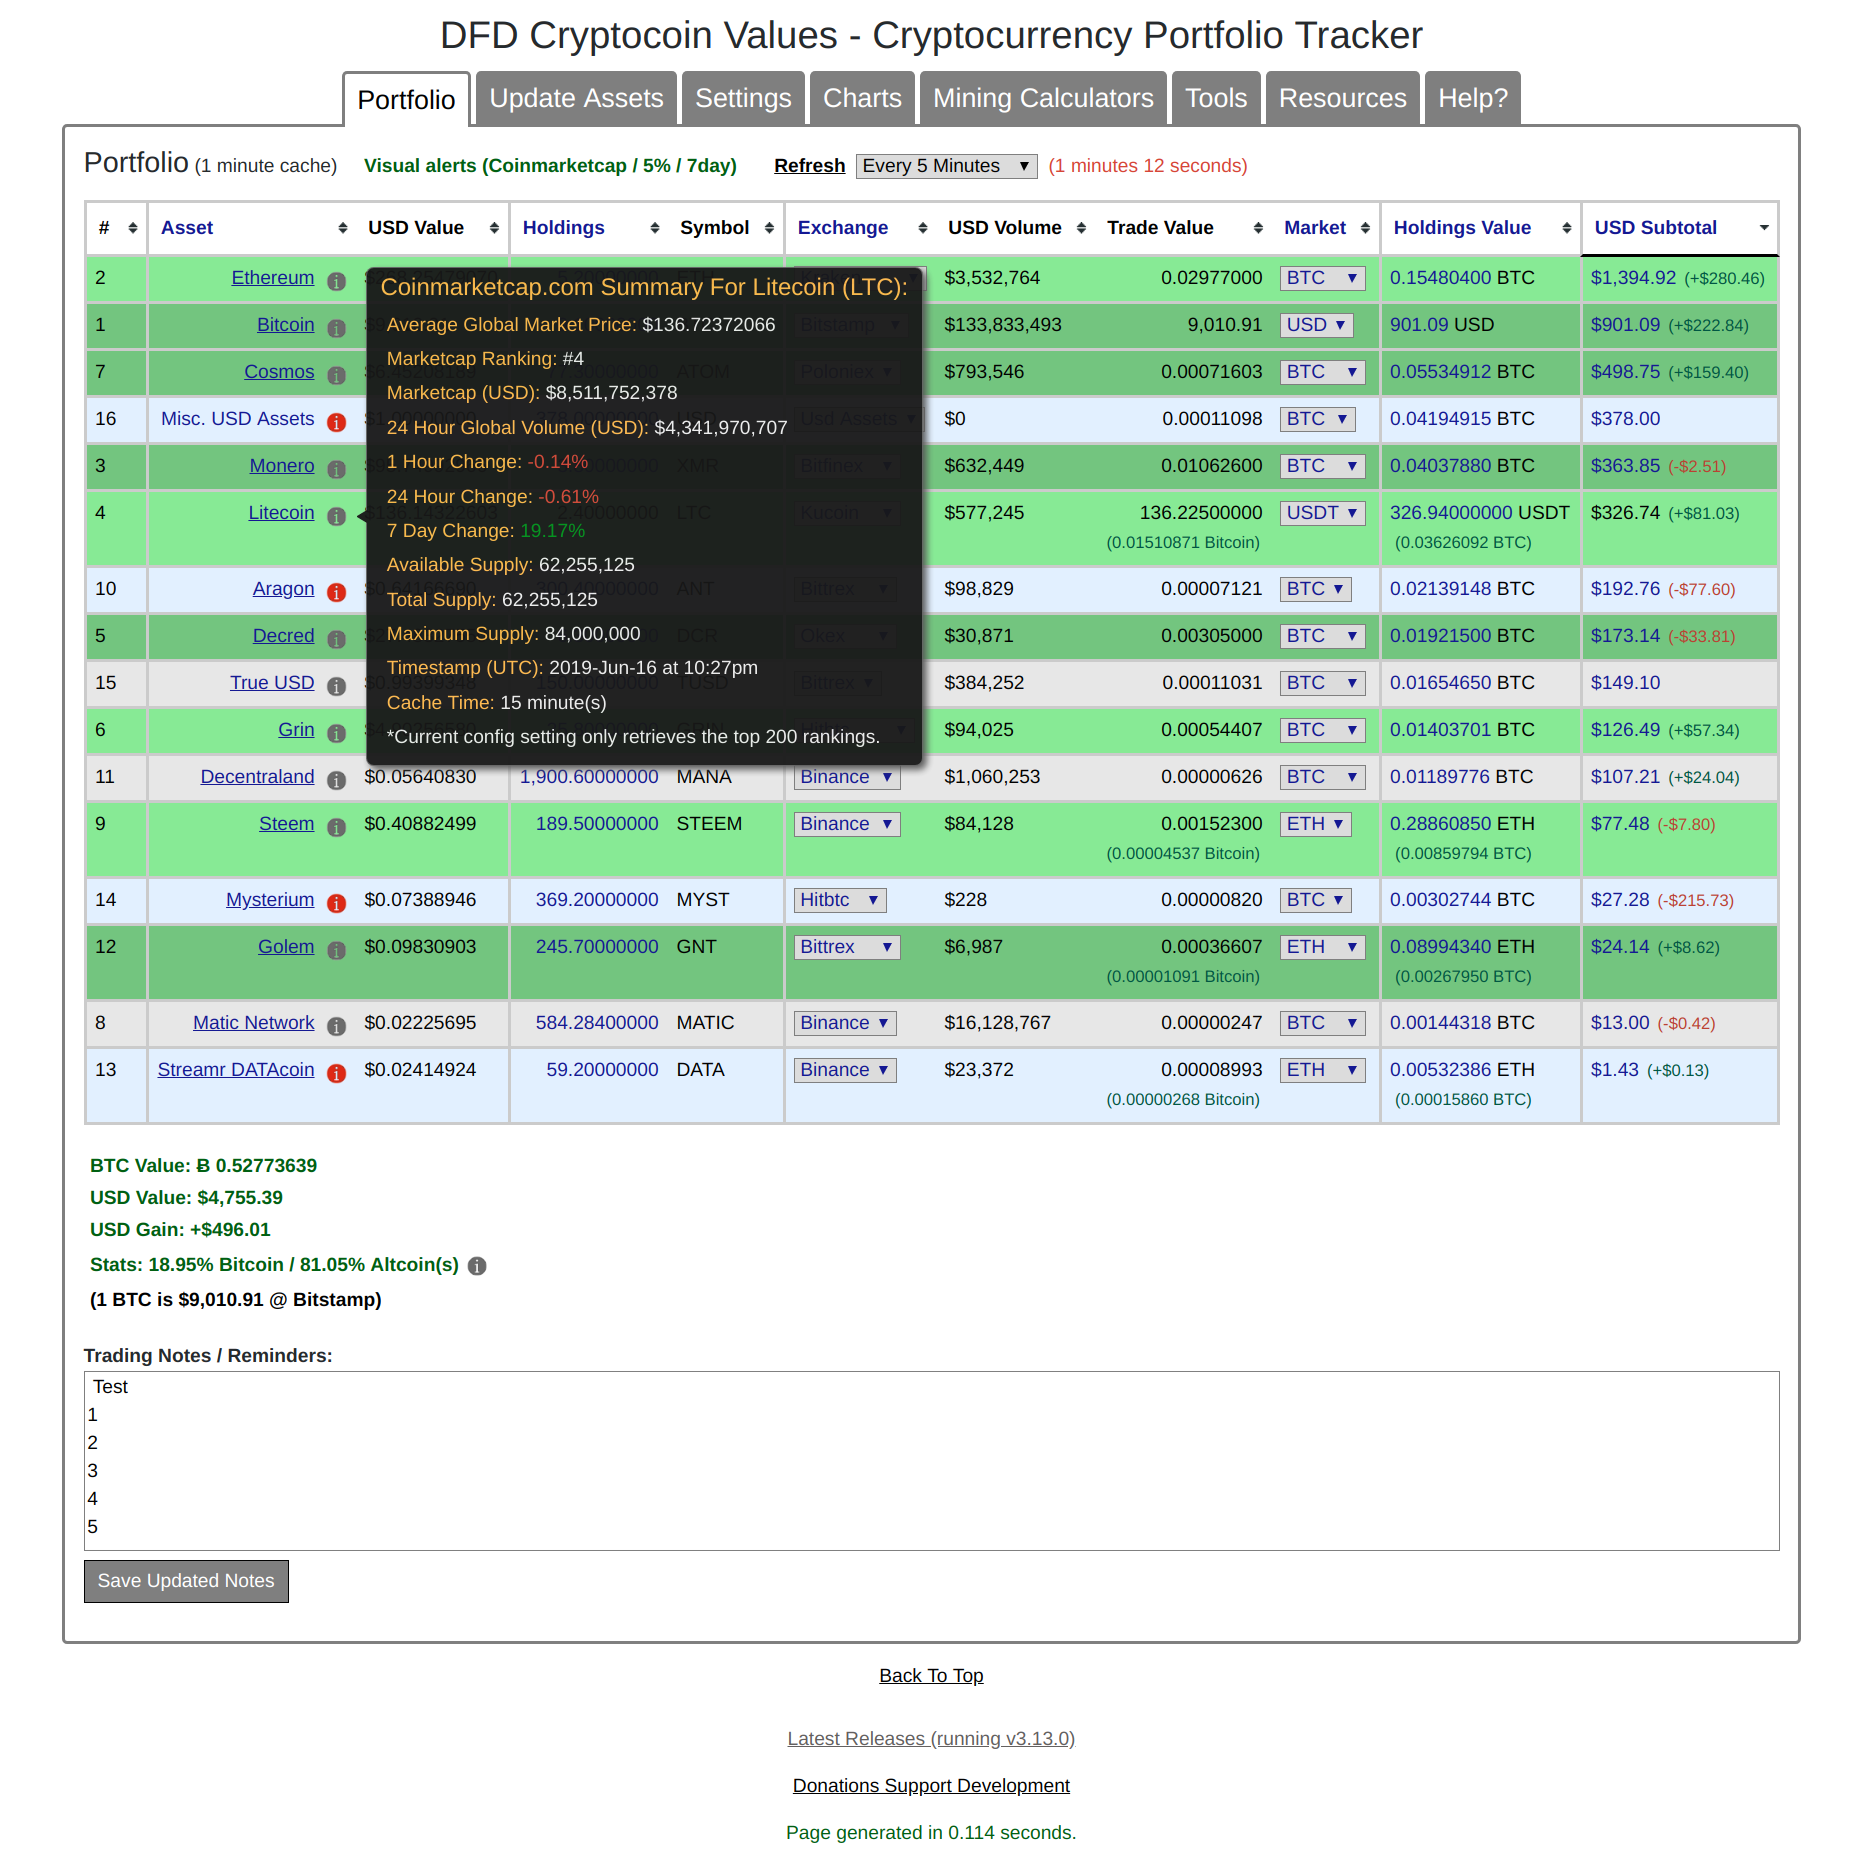 DFD Cryptocoin Values - Cryptocurrency Portfolio Tracker
Portfolio Update Assets Settings Charts Mining Calculators Tools Resources Help?
Portfolio (1 minute cache) Visual alerts (Coinmarketcap / 5% / 7day) Refresh Every 5 Minutes (1 minutes 12 seconds)
# Asset USD Value Holdings Symbol Exchange USD Volume Trade Value Market Holdings Value USD Subtotal
2 Ethereum $3,532,764 0.02977000 BTC 0.15480400 BTC $1,394.92 (+$280.46)
1 Bitcoin Bitstamp $133,833,493 9,010.91 USD 901.09 USD $901.09 (+$222.84)
7 Cosmos ATOM Poloniex $793,546 0.00071603 BTC 0.05534912 BTC $498.75 (+$159.40)
16 Misc. USD Assets $1.00000000 378.00000000 USD Usd Assets $0 0.00011098 BTC 0.04194915 BTC $378.00
3 Monero XMR Bitfinex $632,449 0.01062600 BTC 0.04037880 BTC $363.85 (-$2.51)
4 Litecoin 2.40000000 LTC Kucoin $577,245 136.22500000 USDT 326.94000000 USDT $326.74 (+$81.03)
(0.01510871 Bitcoin) (0.03626092 BTC)
10 Aragon ANT Bittrex $98,829 0.00007121 BTC 0.02139148 BTC $192.76 (-$77.60)
5 Decred DCR Okex $30,871 0.00305000 BTC 0.01921500 BTC $173.14 (-$33.81)
15 True USD 150.00000000 TUSD Bittrex $384,252 0.00011031 BTC 0.01654650 BTC $149.10
6 Grin GRIN Hitbtc $94,025 0.00054407 BTC 0.01403701 BTC $126.49 (+$57.34)
Coinmarketcap.com Summary For Litecoin (LTC):
Average Global Market Price: $136.72372066
Marketcap Ranking: #4
Marketcap (USD): $8,511,752,378
24 Hour Global Volume (USD): $4,341,970,707
1 Hour Change: -0.14%
24 Hour Change: -0.61%
7 Day Change: 19.17%
Available Supply: 62,255,125
Total Supply: 62,255,125
Maximum Supply: 84,000,000
Timestamp (UTC): 2019-Jun-16 at 10:27pm
Cache Time: 15 minute(s)
*Current config setting only retrieves the top 200 rankings.
11 Decentraland $0.05640830 1,900.60000000 MANA Binance $1,060,253 0.00000626 BTC 0.01189776 BTC $107.21 (+$24.04)
9 Steem $0.40882499 189.50000000 STEEM Binance $84,128 0.00152300 ETH 0.28860850 ETH $77.48 (-$7.80)
(0.00004537 Bitcoin) (0.00859794 BTC)
14 Mysterium $0.07388946 369.20000000 MYST Hitbtc $228 0.00000820 BTC 0.00302744 BTC $27.28 (-$215.73)
12 Golem $0.09830903 245.70000000 GNT Bittrex $6,987 0.00036607 ETH 0.08994340 ETH $24.14 (+$8.62)
(0.00001091 Bitcoin) (0.00267950 BTC)
8 Matic Network $0.02225695 584.28400000 MATIC Binance $16,128,767 0.00000247 BTC 0.00144318 BTC $13.00 (-$0.42)
13 Streamr DATAcoin $0.02414924 59.20000000 DATA Binance $23,372 0.00008993 ETH 0.00532386 ETH $1.43 (+$0.13)
(0.00000268 Bitcoin) (0.00015860 BTC)
BTC Value: Ƀ 0.52773639
USD Value: $4,755.39
USD Gain: +$496.01
Stats: 18.95% Bitcoin / 81.05% Altcoin(s)
(1 BTC is $9,010.91 @ Bitstamp)
Trading Notes / Reminders:
Test
1
2
3
4
5
Save Updated Notes
Back To Top
Latest Releases (running v3.13.0)
Donations Support Development
Page generated in 0.114 seconds.